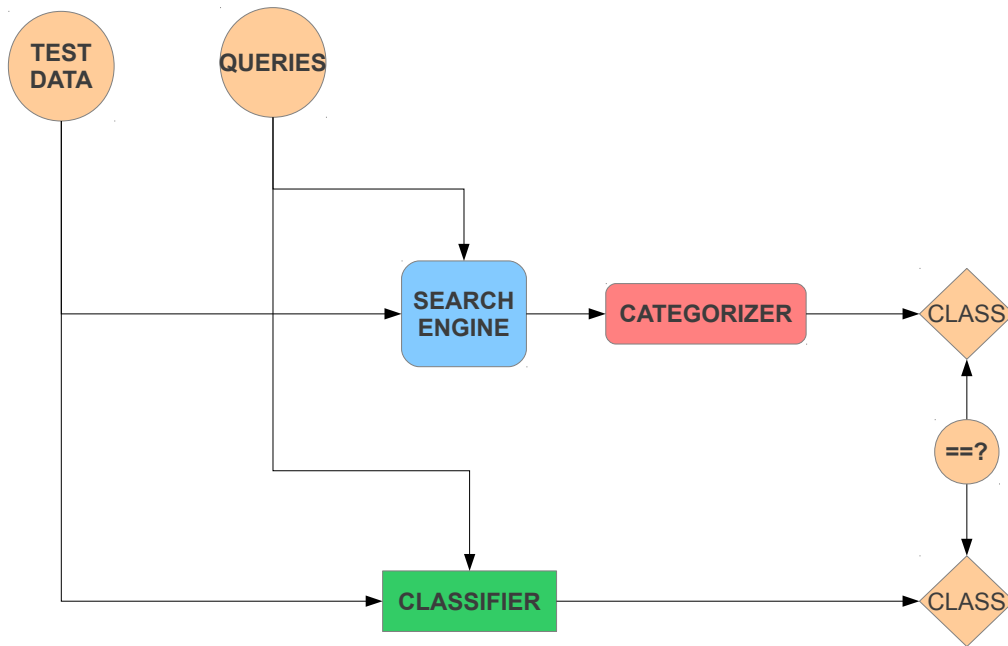 TEST
DATA
QUERIES
SEARCH
ENGINE
CATEGORIZER
CLASS
==?
CLASSIFIER
CLASS